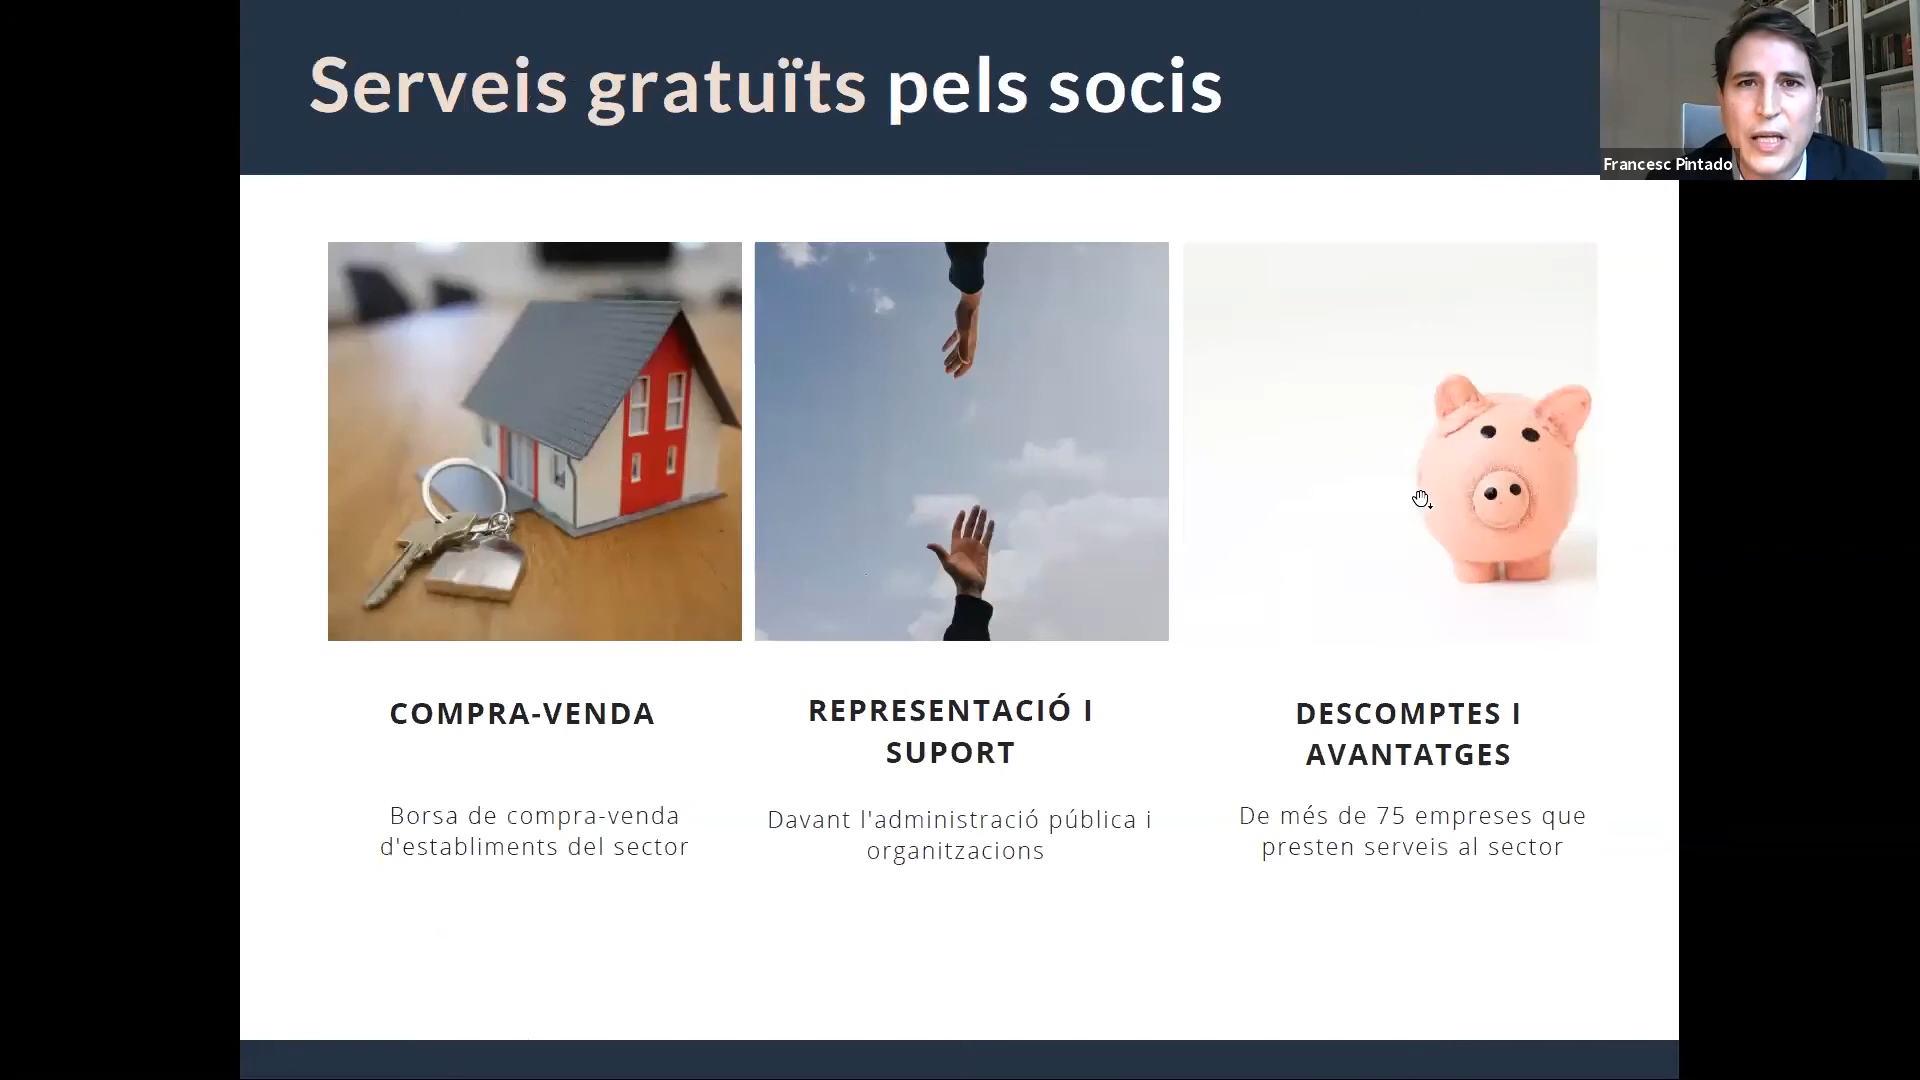 Serveis gratuïts pels socis
Francesc Pintado
COMPRA-VENDA
Borsa de compra-venda
d'establiments del sector
REPRESENTACIÓ I
SUPORT
Davant l'administració pública i
organitzacions
DESCOMPTES I
AVANTATGES
De més de 75 empreses que
presten serveis al sector